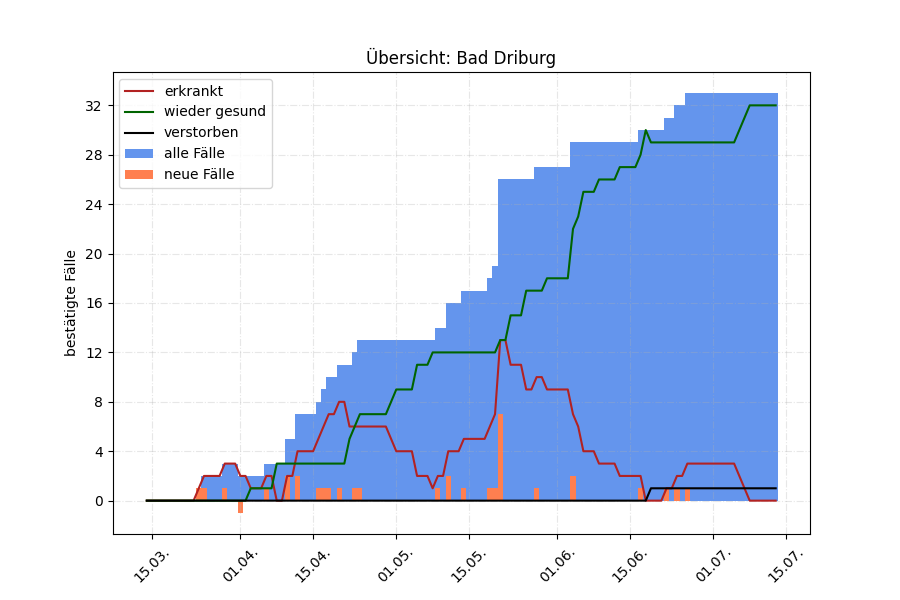 Übersicht: Bad Driburg
erkrankt
wieder gesund
verstorben
alle Fälle
neue Fälle
bestätigte Fälle
32
28
24
20
16
12
8
4
0
15.03.
01.04.
15.04.
01.05.
15.05.
01.06.
15.06.
01.07.
15.07.